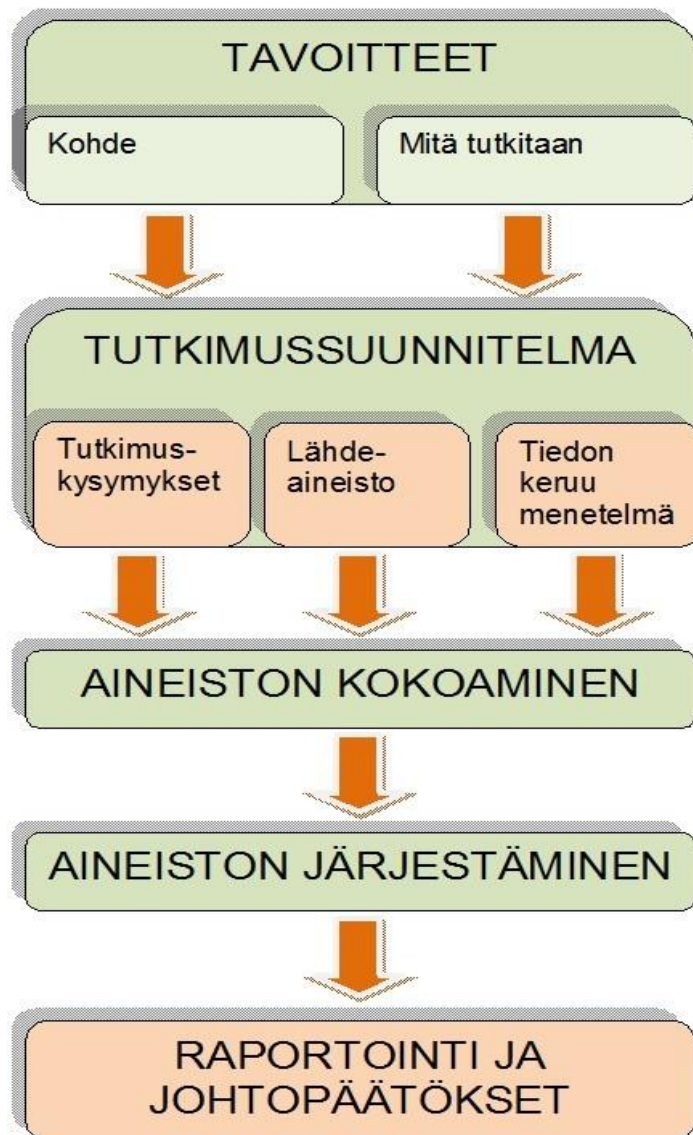 TAVOITTEET
Kohde
Mitä tutkitaan
TUTKIMUSSUUNNITELMA
Tutkimus-
kysymykset
Lähde-
aineisto
Tiedon
keruu
menetelmä
AINEISTON KOKOAMINEN
AINEISTON JÄRJESTÄMINEN
RAPORTOINTI JA
JOHTOPÄÄTÖKSET